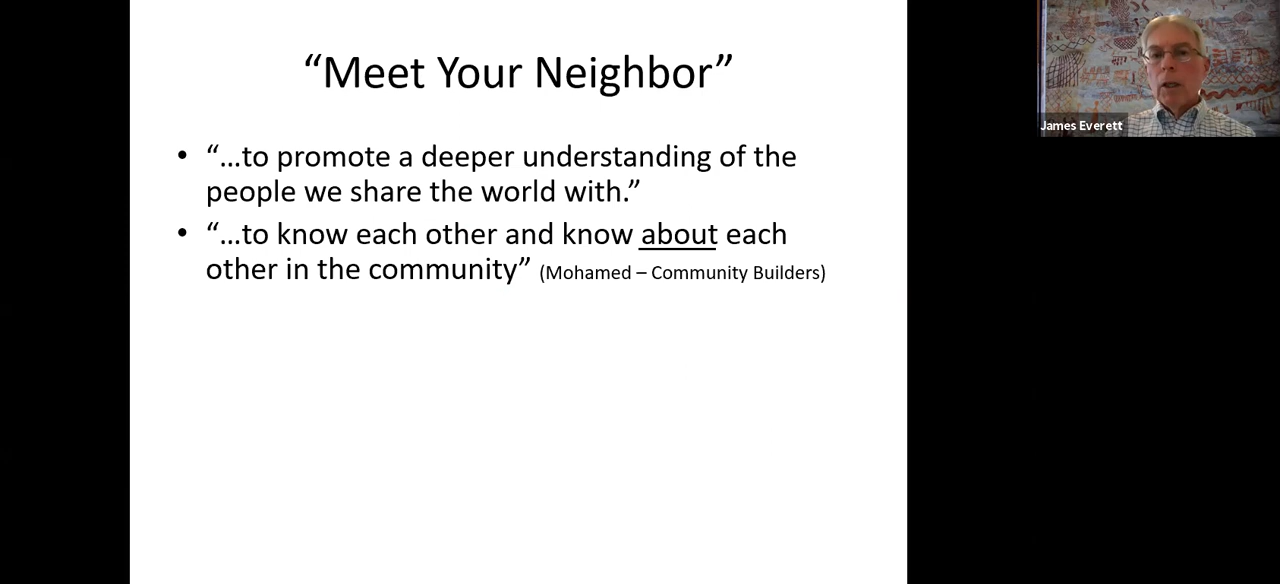 “Meet Your Neighbor”
• “…to promote a deeper understanding of the
people we share the world with.”
• “…to know each other and know about each
other in the community” (Mohamed – Community Builders)
James Everett